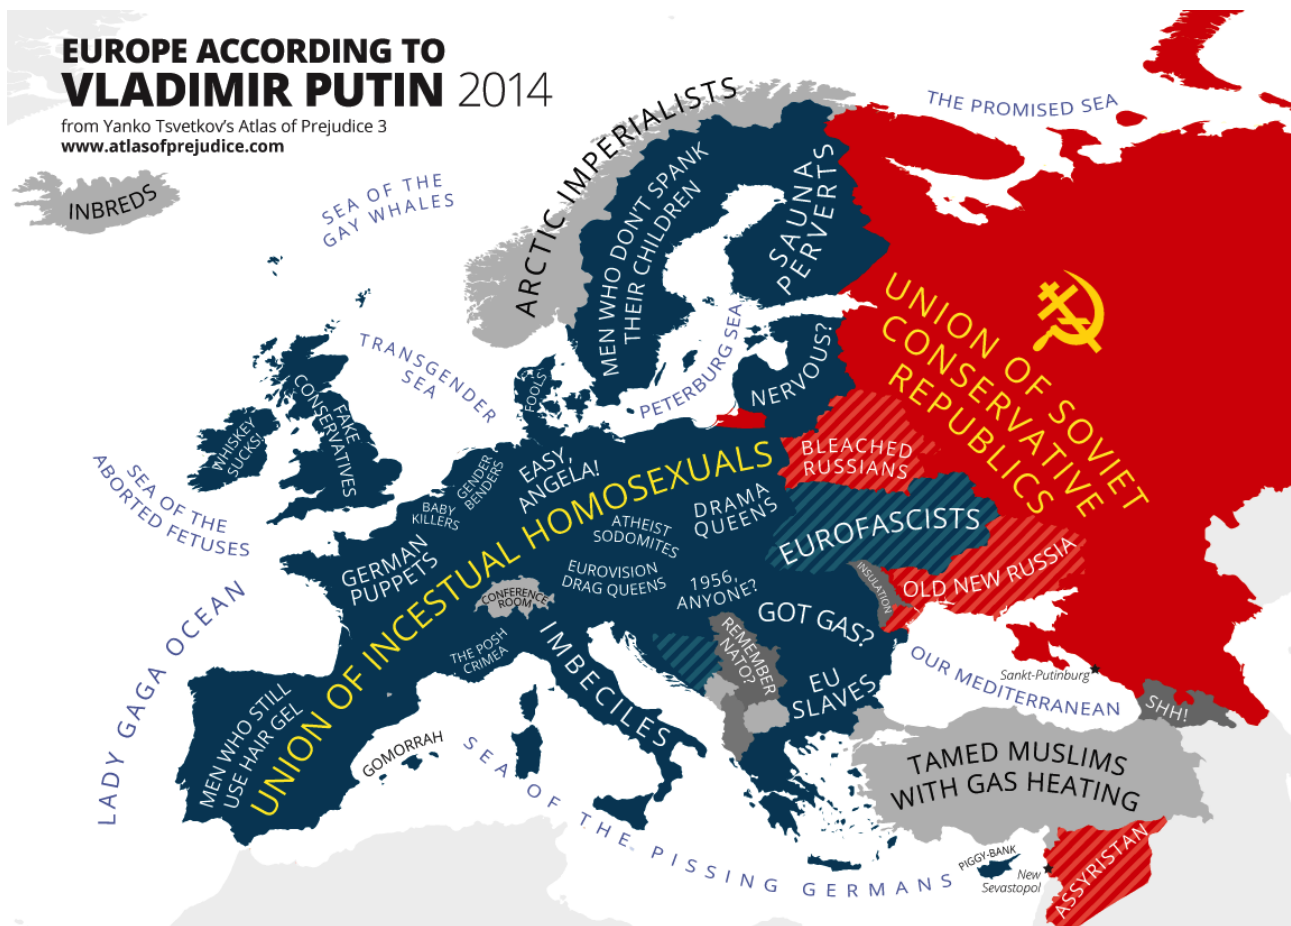 EUROPE ACCORDING TO
VLADIMIR PUTIN 2014
from Yanko Tsvetkov's Atlas of Prejudice 3
www.atlasofprejudice.com
INBREDS
SEA OF THE
GAY WHALES
ARCTIC IMPERIALISTS
MEN WHO DON'T SPANK
THEIR CHILDREN
SAUNA
PERVERTS
THE PROMISED SEA
UNION OF SOVIET
CONSERVATIVE
REPUBLICS
TRANSGENDER
SEA
PETERBURG SEA
NERVOUS?
FOOLS
FAKE
CONSERVATIVES
WHISKEY
SUCKS!
SEA OF THE
ABORTED FETUSES
GENDER
BENDERS
BABY
KILLERS
EASY,
ANGELA!
UNION OF INCESTUAL HOMOSEXUALS
DRAMA
QUEENS
BLEACHED
RUSSIANS
EUROFASCISTS
ATHEIST
SODOMITES
GERMAN
PUPPETS
EUROVISION
DRAG QUEENS
1956,
ANYONE?
CONFERENCE
ROOM
INSULATION
OLD NEW RUSSIA
GOT GAS?
REMEMBER
NATO?
THE POSH
CRIMEA
IMBECILES
EU
SLAVES
LADY GAGA OCEAN
MEN WHO STILL
USE HAIR GEL
GOMORRAH
SEA OF THE PISSING GERMANS
OUR MEDITERRANEAN
Sankt-Putinburg
SHH!
TAMED MUSLIMS
WITH GAS HEATING
PIGGY-BANK
New
Sevastopol
ASSYRISTAN